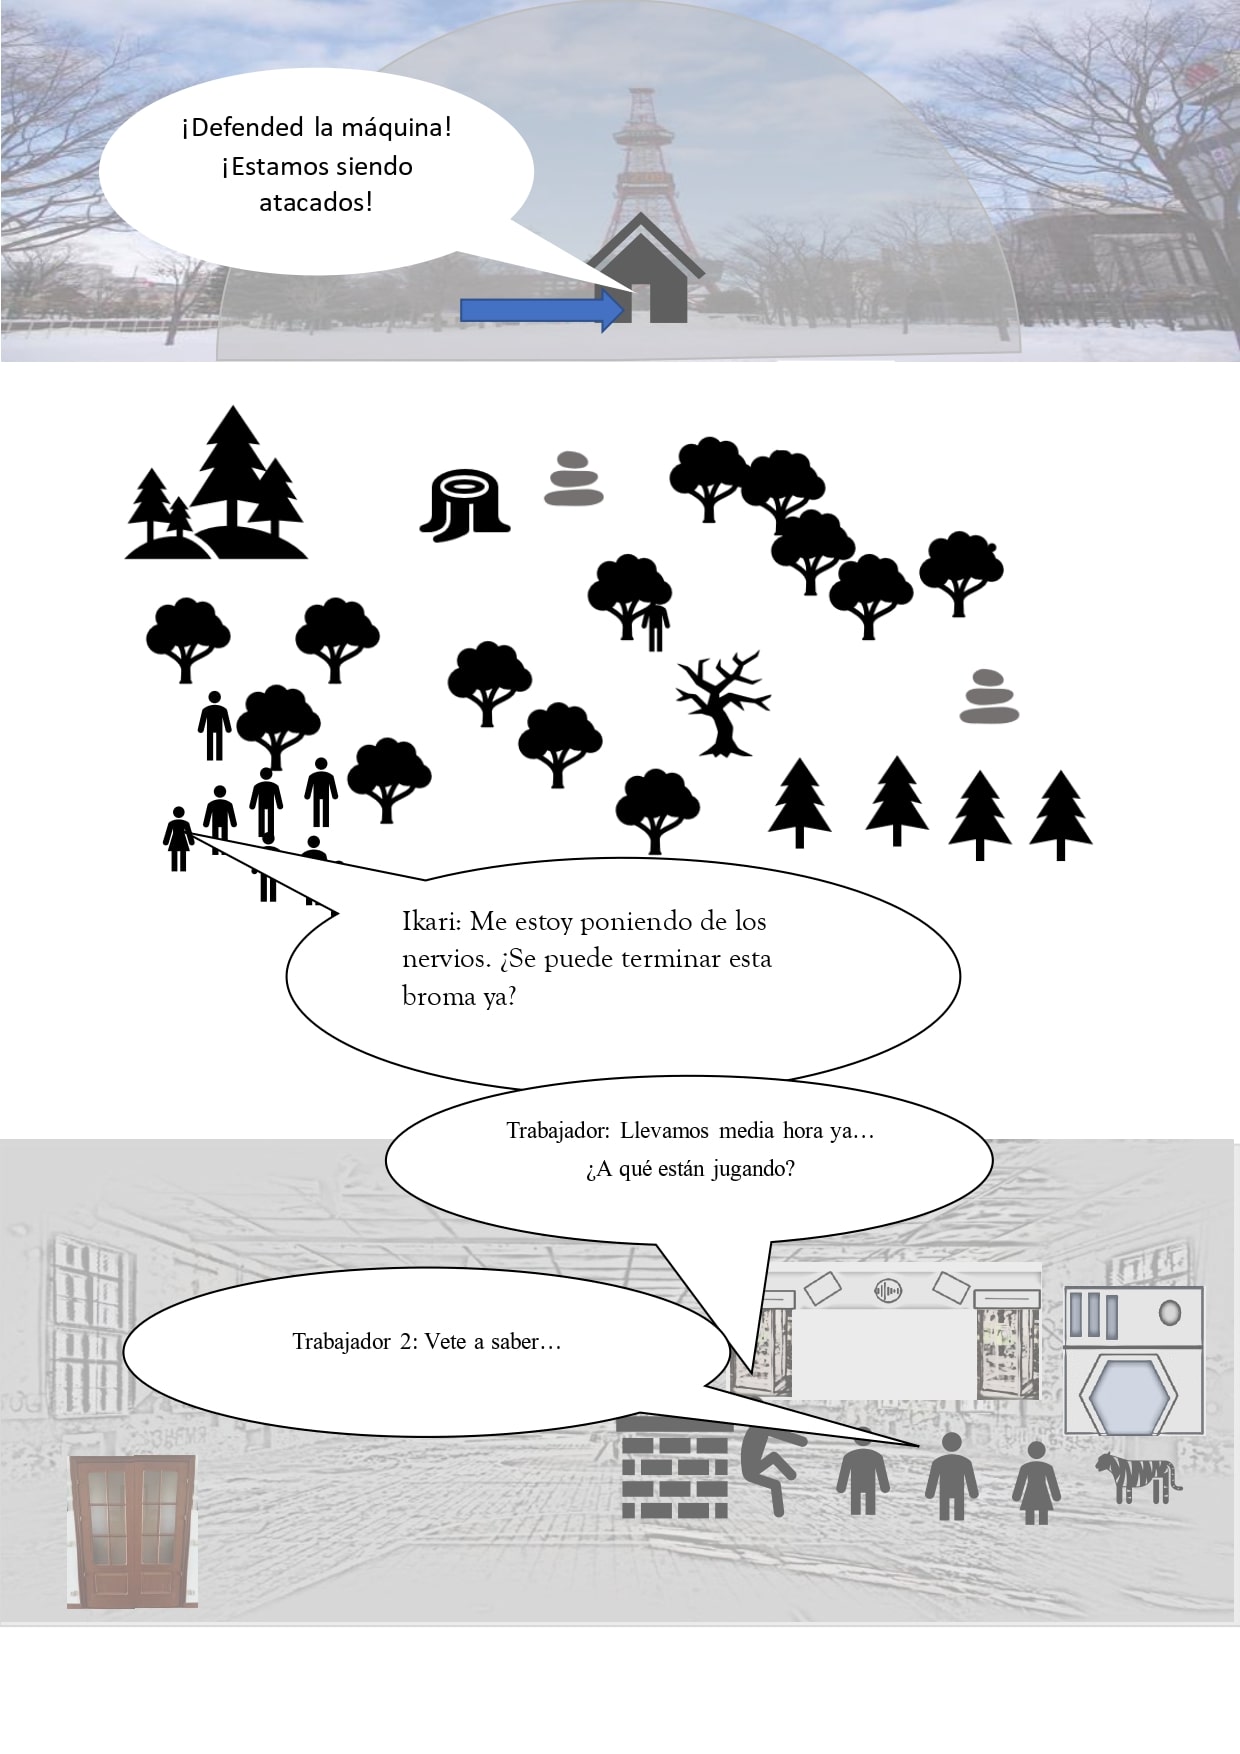 ¡Defended la máquina!
¡Estamos siendo
atacados!
Ikari: Me estoy poniendo de los
nervios. ¿Se puede terminar esta
broma ya?
Trabajador: Llevamos media hora ya…
¿A qué están jugando?
Trabajador 2: Vete a saber…